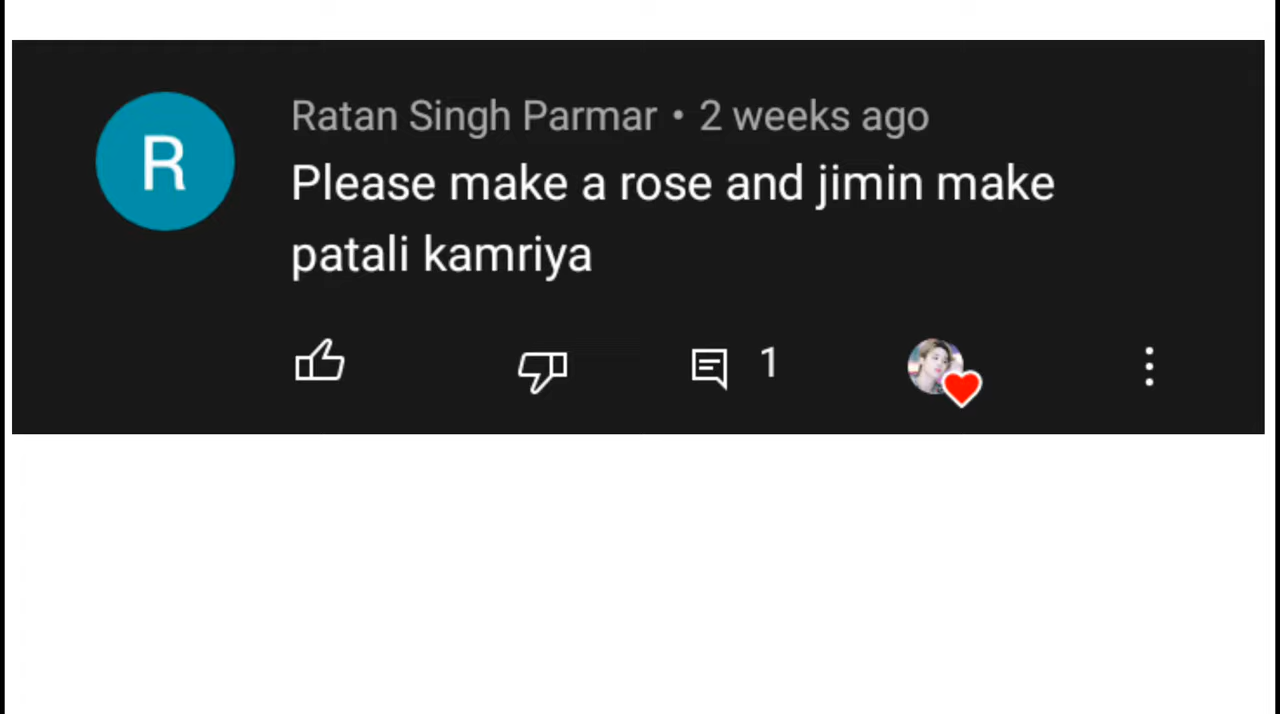 R
Ratan Singh Parmar • 2 weeks ago
Please make a rose and jimin make
patali kamriya
1